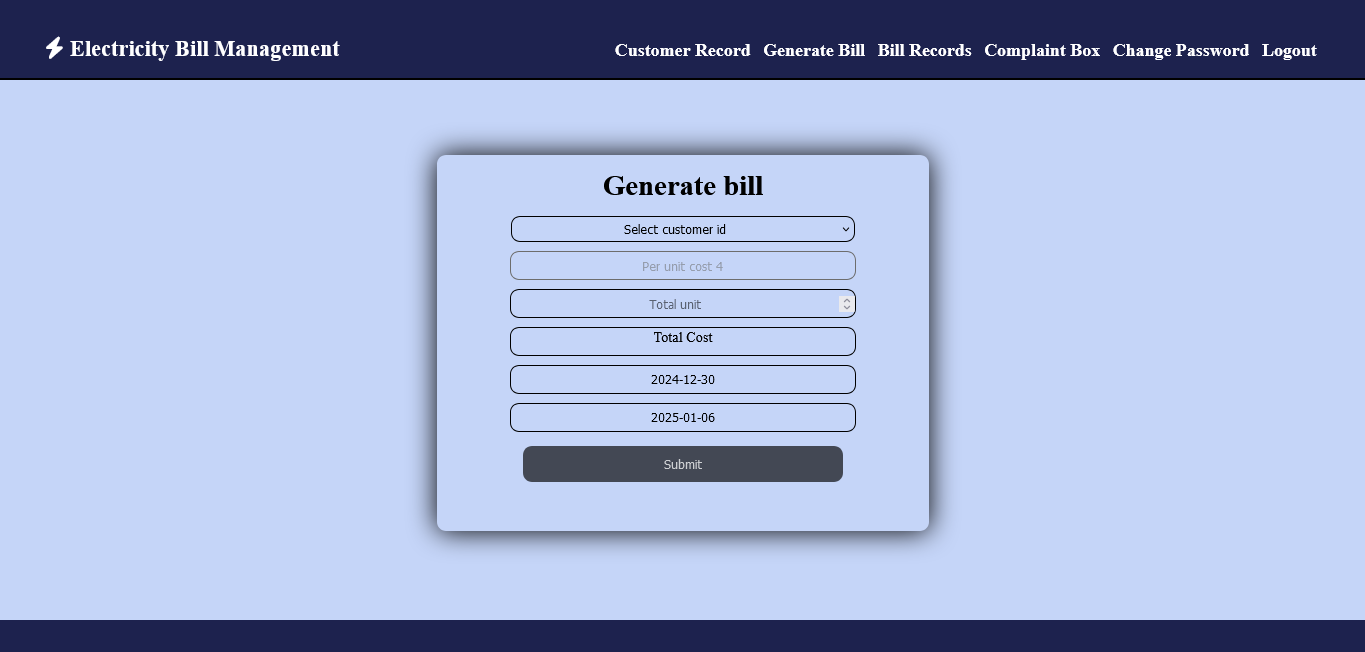 Electricity Bill Management
Customer Record Generate Bill Bill Records Complaint Box Change Password Logout
Generate bill
Select customer id
Per unit cost 4
Total unit
Total Cost
2024-12-30
2025-01-06
Submit